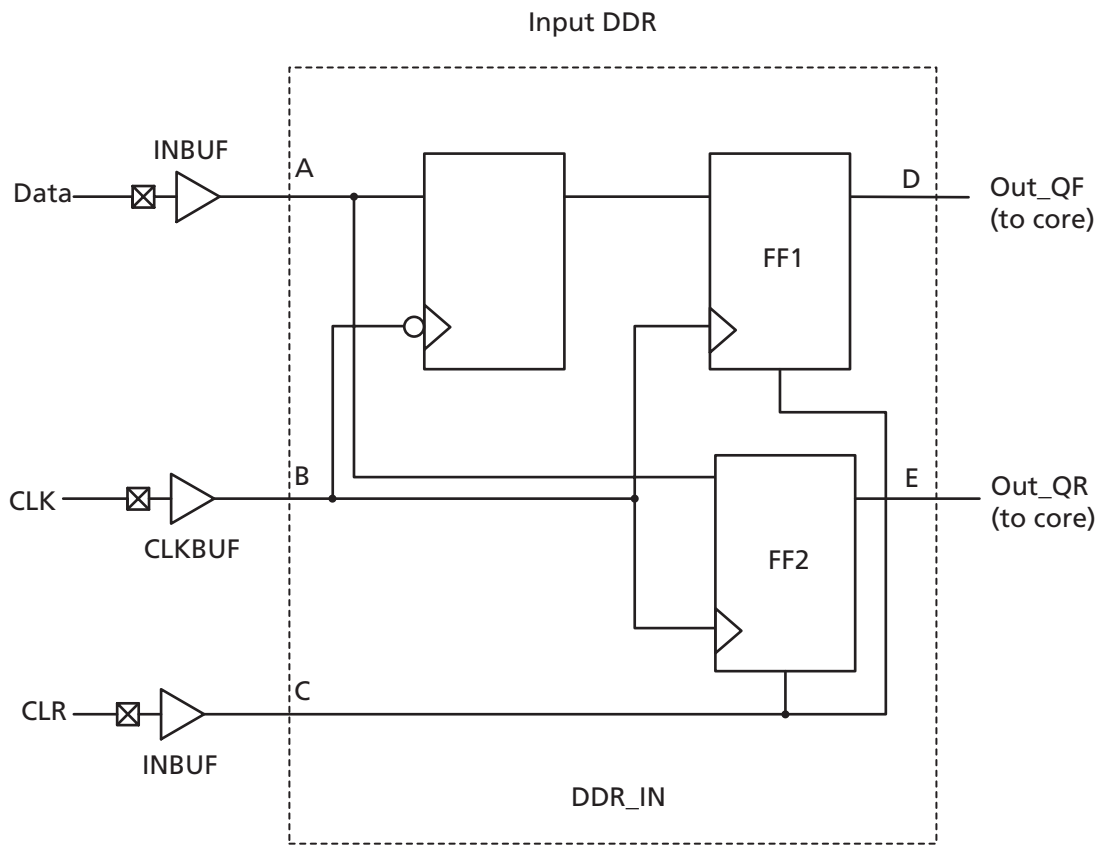 Input DDR
INBUF
Data
A
D
Out_QF
(to core)
FF1
B
E
CLK
Out_QR
(to core)
CLKBUF
FF2
C
CLR
INBUF
DDR_IN